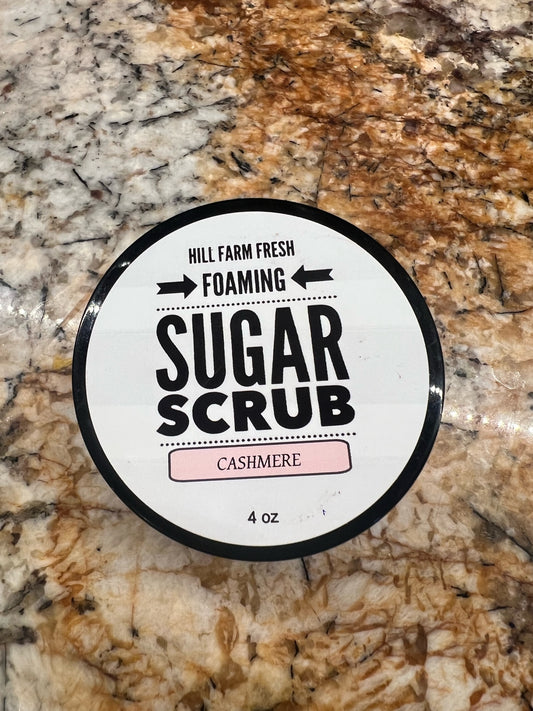 HILL FARM FRESH
FOAMING
SUGAR
SCRUB
CASHMERE
4 oz